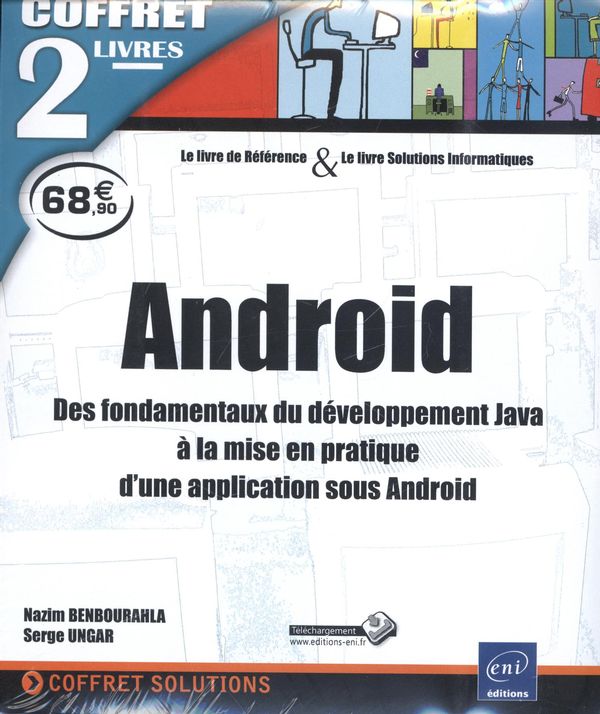 COFFRET
2 LIVRES
Le livre de Référence & Le livre Solutions Informatiques
68€,90
Android
Des fondamentaux du développement Java
à la mise en pratique
d'une application sous Android
Nazim BENBOURAHLA
Serge UNGAR
Téléchargement
www.editions-eni.fr
eni
éditions
COFFRET SOLUTIONS